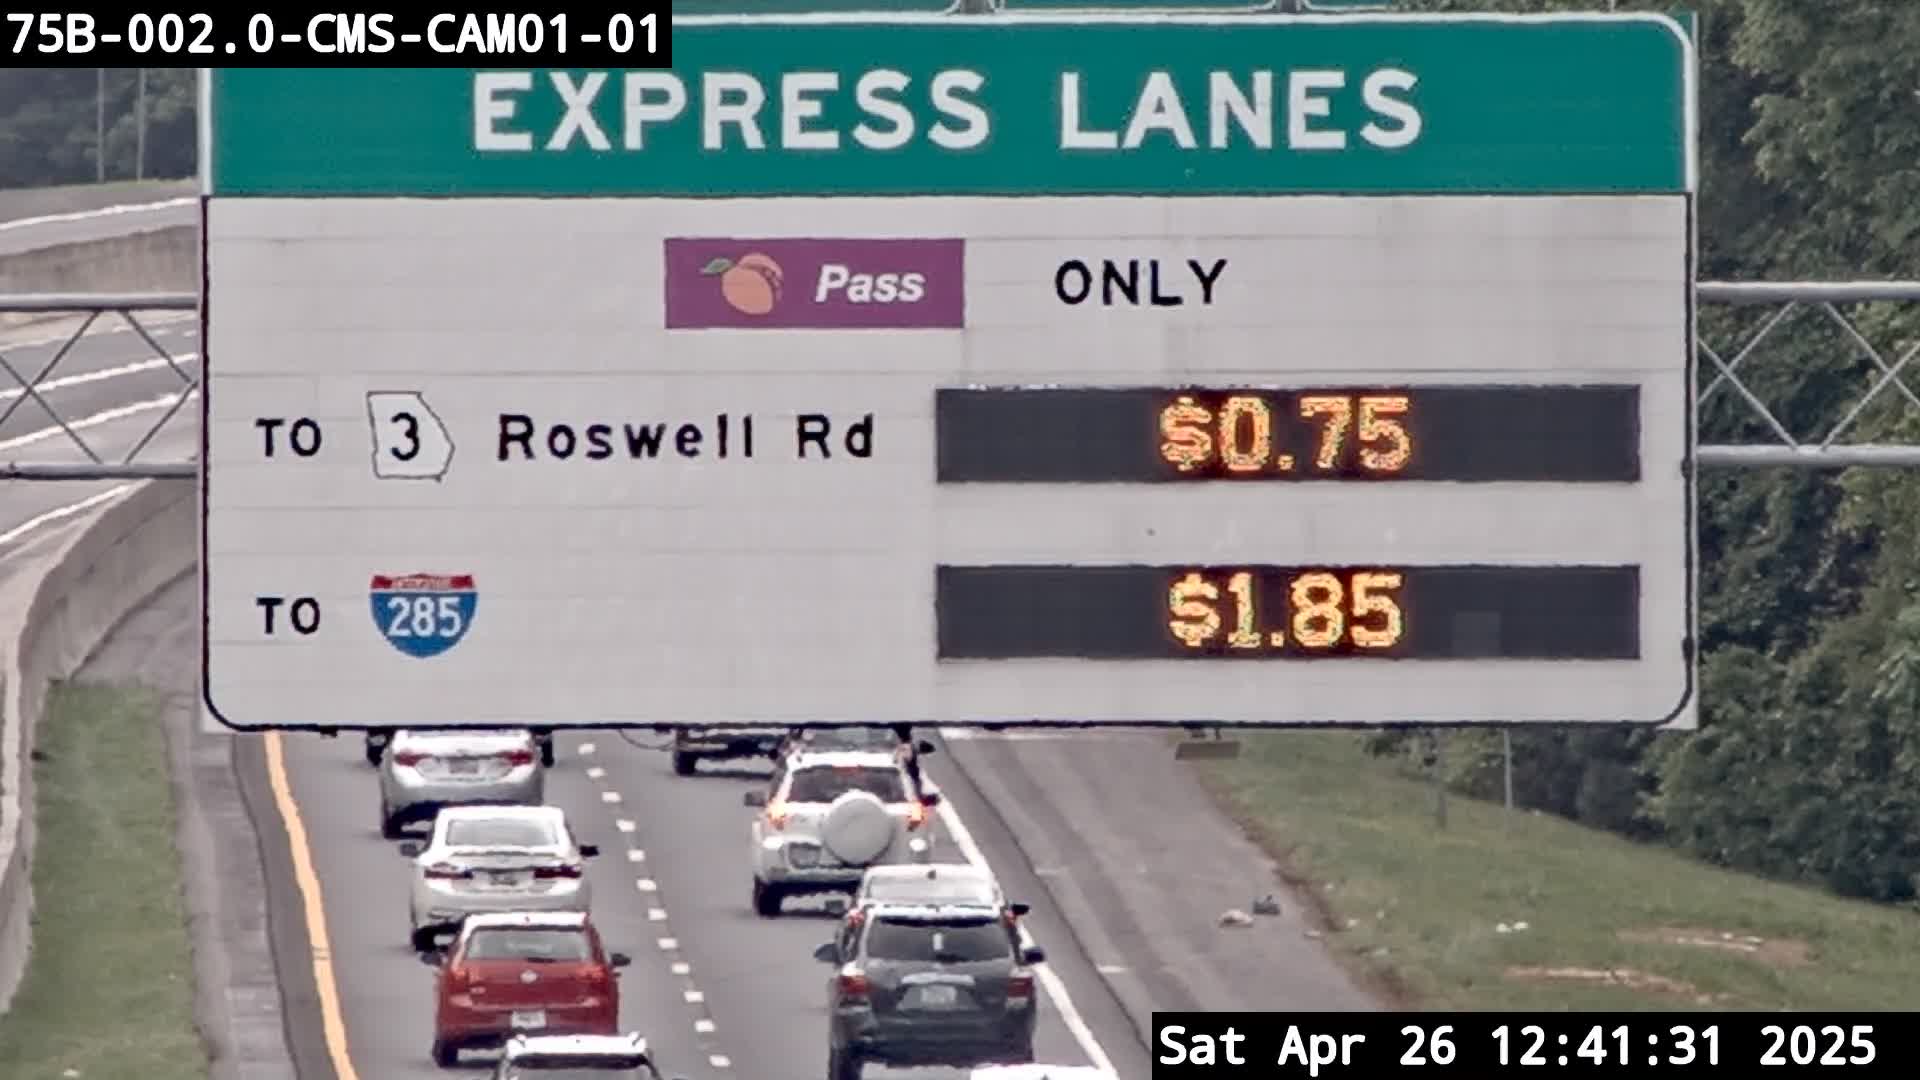 75B-002.0-CMS-CAM01-01
EXPRESS LANES
Pass ONLY
TO 3 Roswell Rd $0.75
TO 285 $1.85
Sat Apr 26 12:41:31 2025